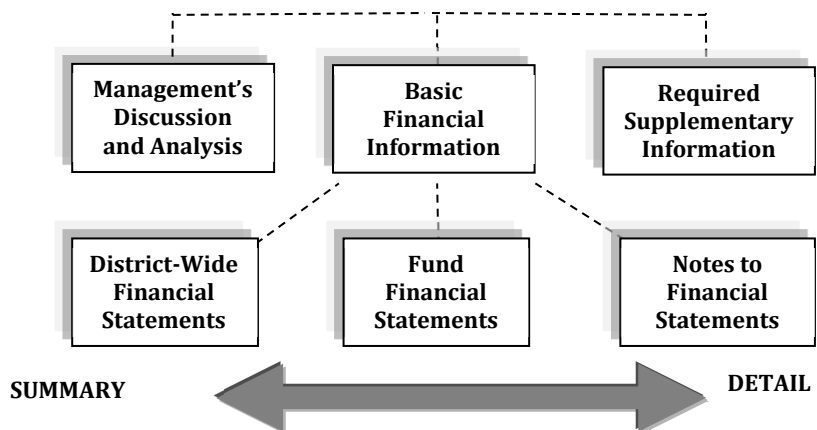 Management’s
Discussion
and Analysis
Basic
Financial
Information
Required
Supplementary
Information
District-Wide
Financial
Statements
Fund
Financial
Statements
Notes to
Financial
Statements
SUMMARY
DETAIL